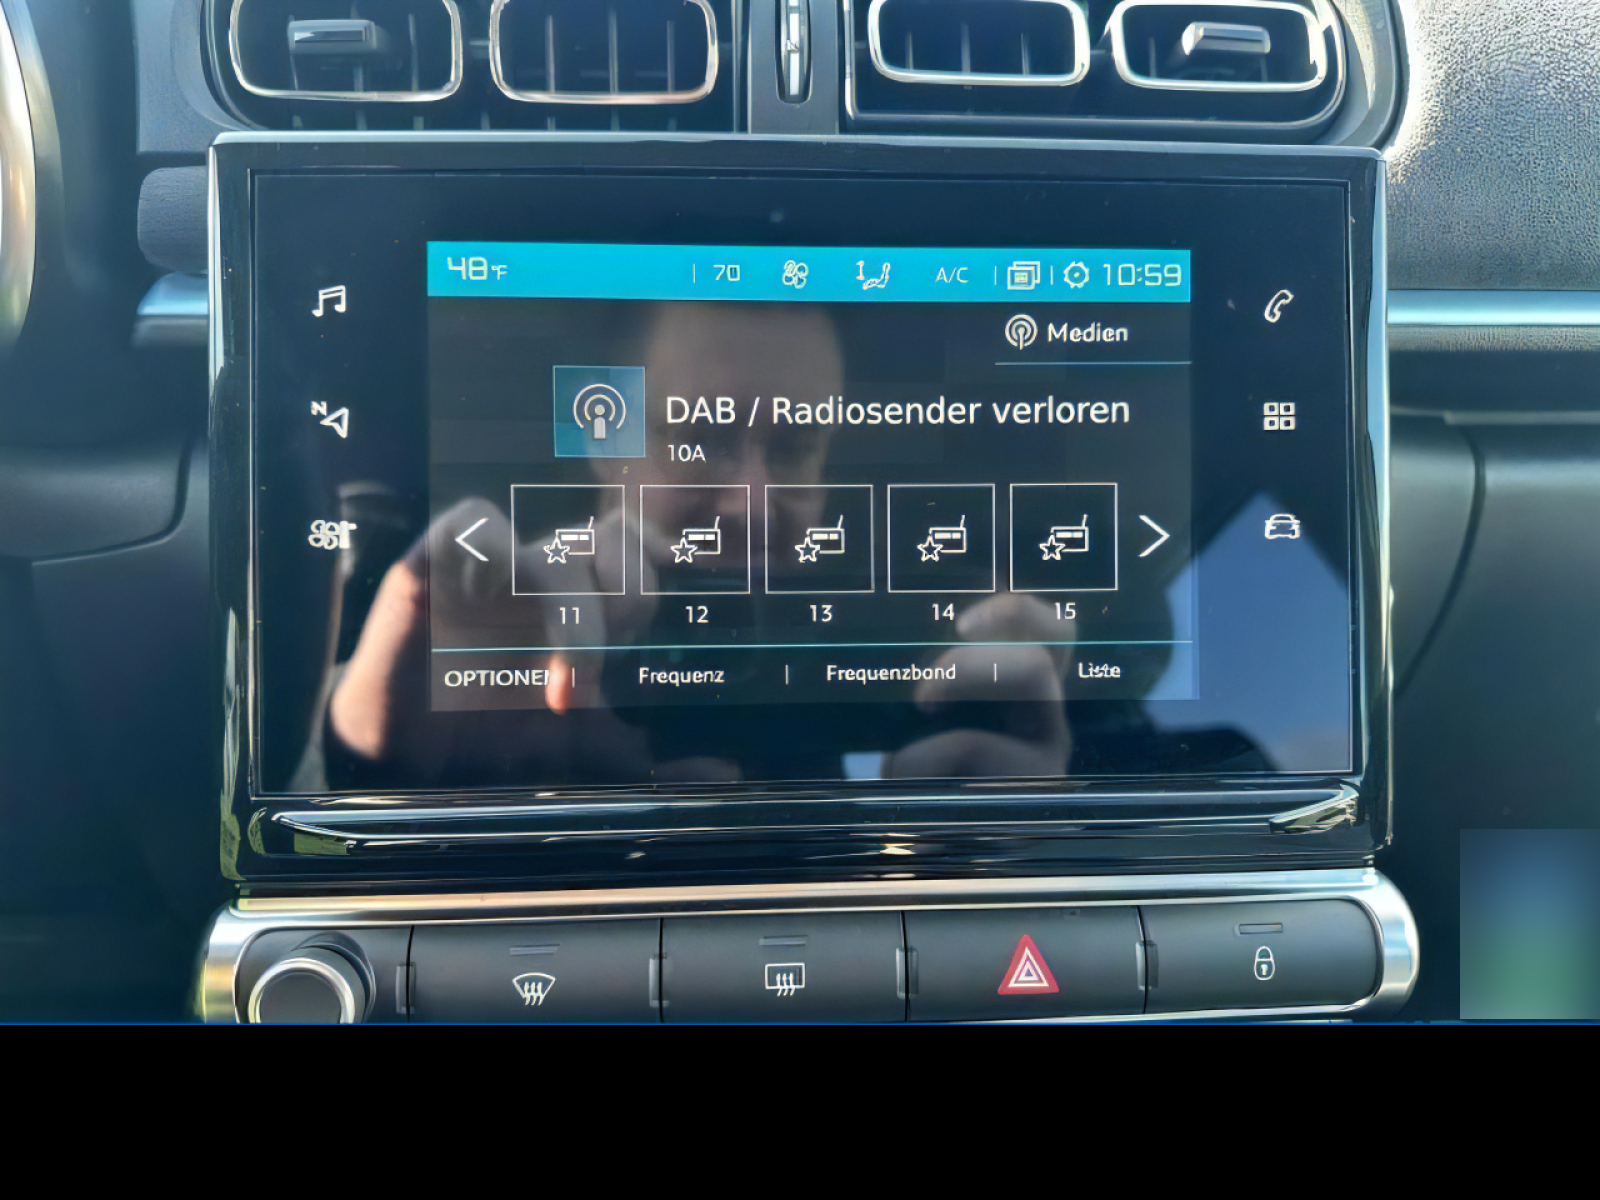 48°F | 70 A/C | | 10:59
Medien
DAB / Radiosender verloren
10A
11 12 13 14 15
OPTIONEN | Frequenz | Frequenzband | Liste
N